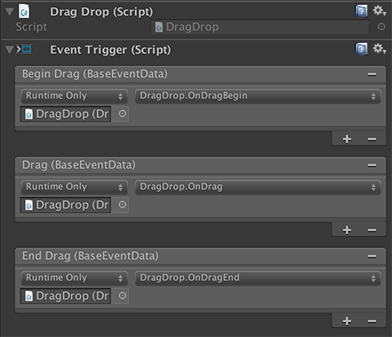 Drag Drop (Script)
Script DragDrop
Event Trigger (Script)
Begin Drag (BaseEventData)
Runtime Only DragDrop.OnDragBegin
DragDrop (Dr
Drag (BaseEventData)
Runtime Only DragDrop.OnDrag
DragDrop (Dr
End Drag (BaseEventData)
Runtime Only DragDrop.OnDragEnd
DragDrop (Dr